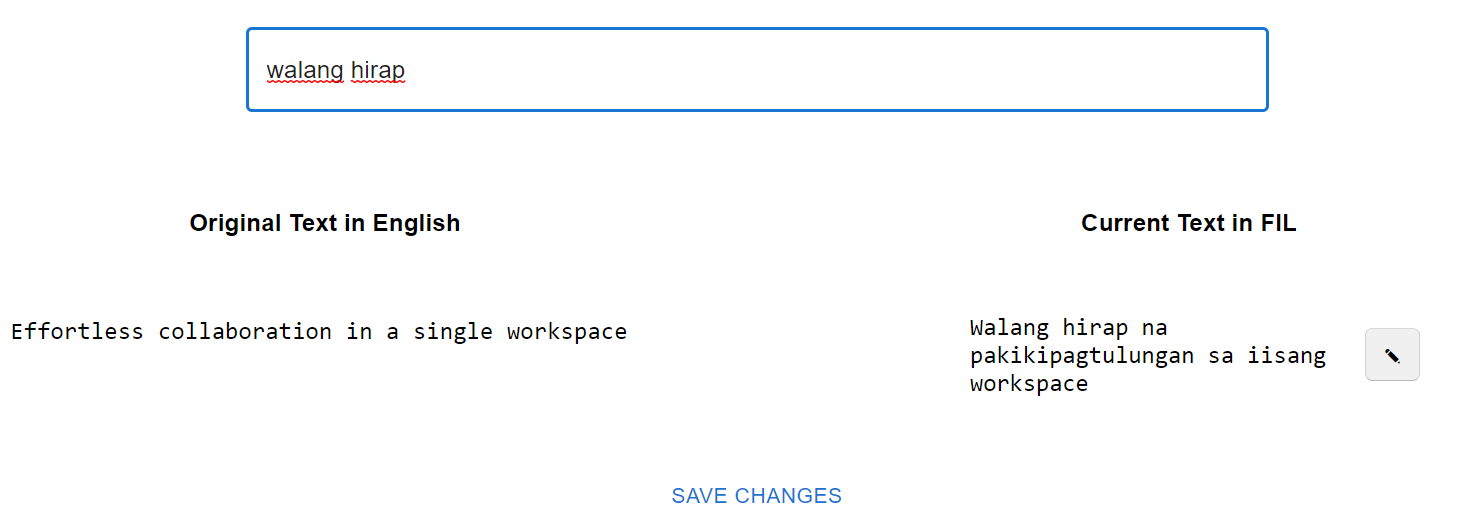 walang hirap
Original Text in English
Current Text in FIL
Effortless collaboration in a single workspace
Walang hirap na
pakikipagtulungan sa iisang
workspace
SAVE CHANGES